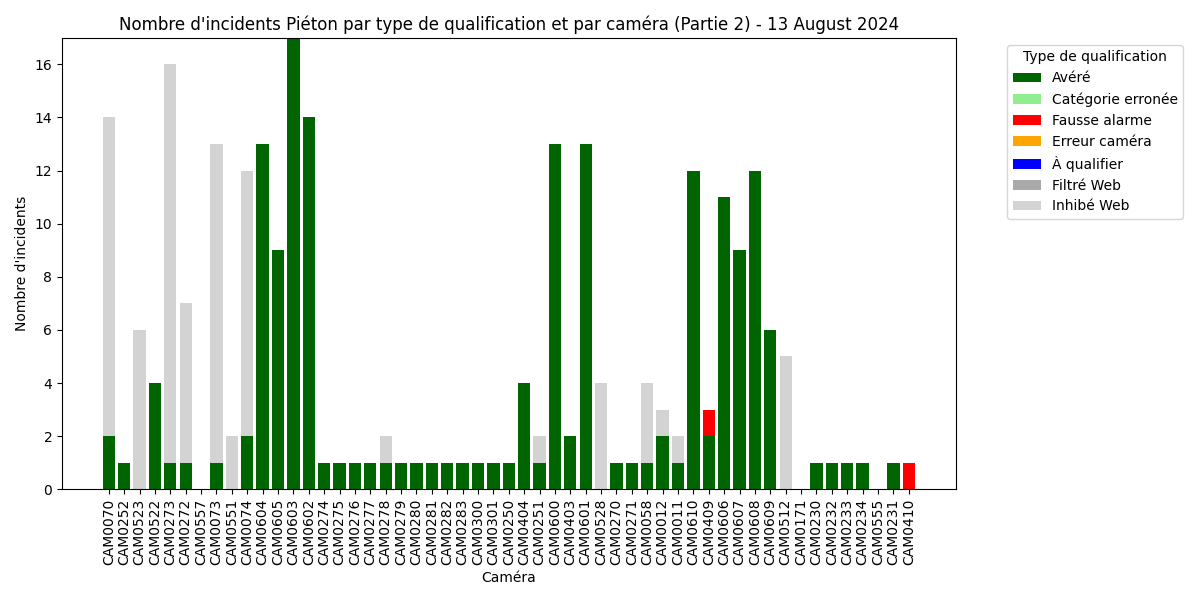 Nombre d'incidents Piéton par type de qualification et par caméra (Partie 2) - 13 August 2024
Nombre d'incidents
16
14
12
10
8
6
4
2
0
CAM0070
CAM0252
CAM0523
CAM0522
CAM0273
CAM0272
CAM0557
CAM0073
CAM0551
CAM0074
CAM0604
CAM0605
CAM0603
CAM0602
CAM0274
CAM0275
CAM0276
CAM0277
CAM0278
CAM0279
CAM0280
CAM0281
CAM0282
CAM0283
CAM0300
CAM0301
CAM0250
CAM0404
CAM0251
CAM0600
CAM0403
CAM0601
CAM0528
CAM0270
CAM0271
CAM0058
CAM0012
CAM0011
CAM0610
CAM0409
CAM0606
CAM0607
CAM0608
CAM0609
CAM0512
CAM0171
CAM0230
CAM0232
CAM0233
CAM0234
CAM0555
CAM0231
CAM0410
Caméra
Type de qualification
Avéré
Catégorie erronée
Fausse alarme
Erreur caméra
À qualifier
Filtré Web
Inhibé Web